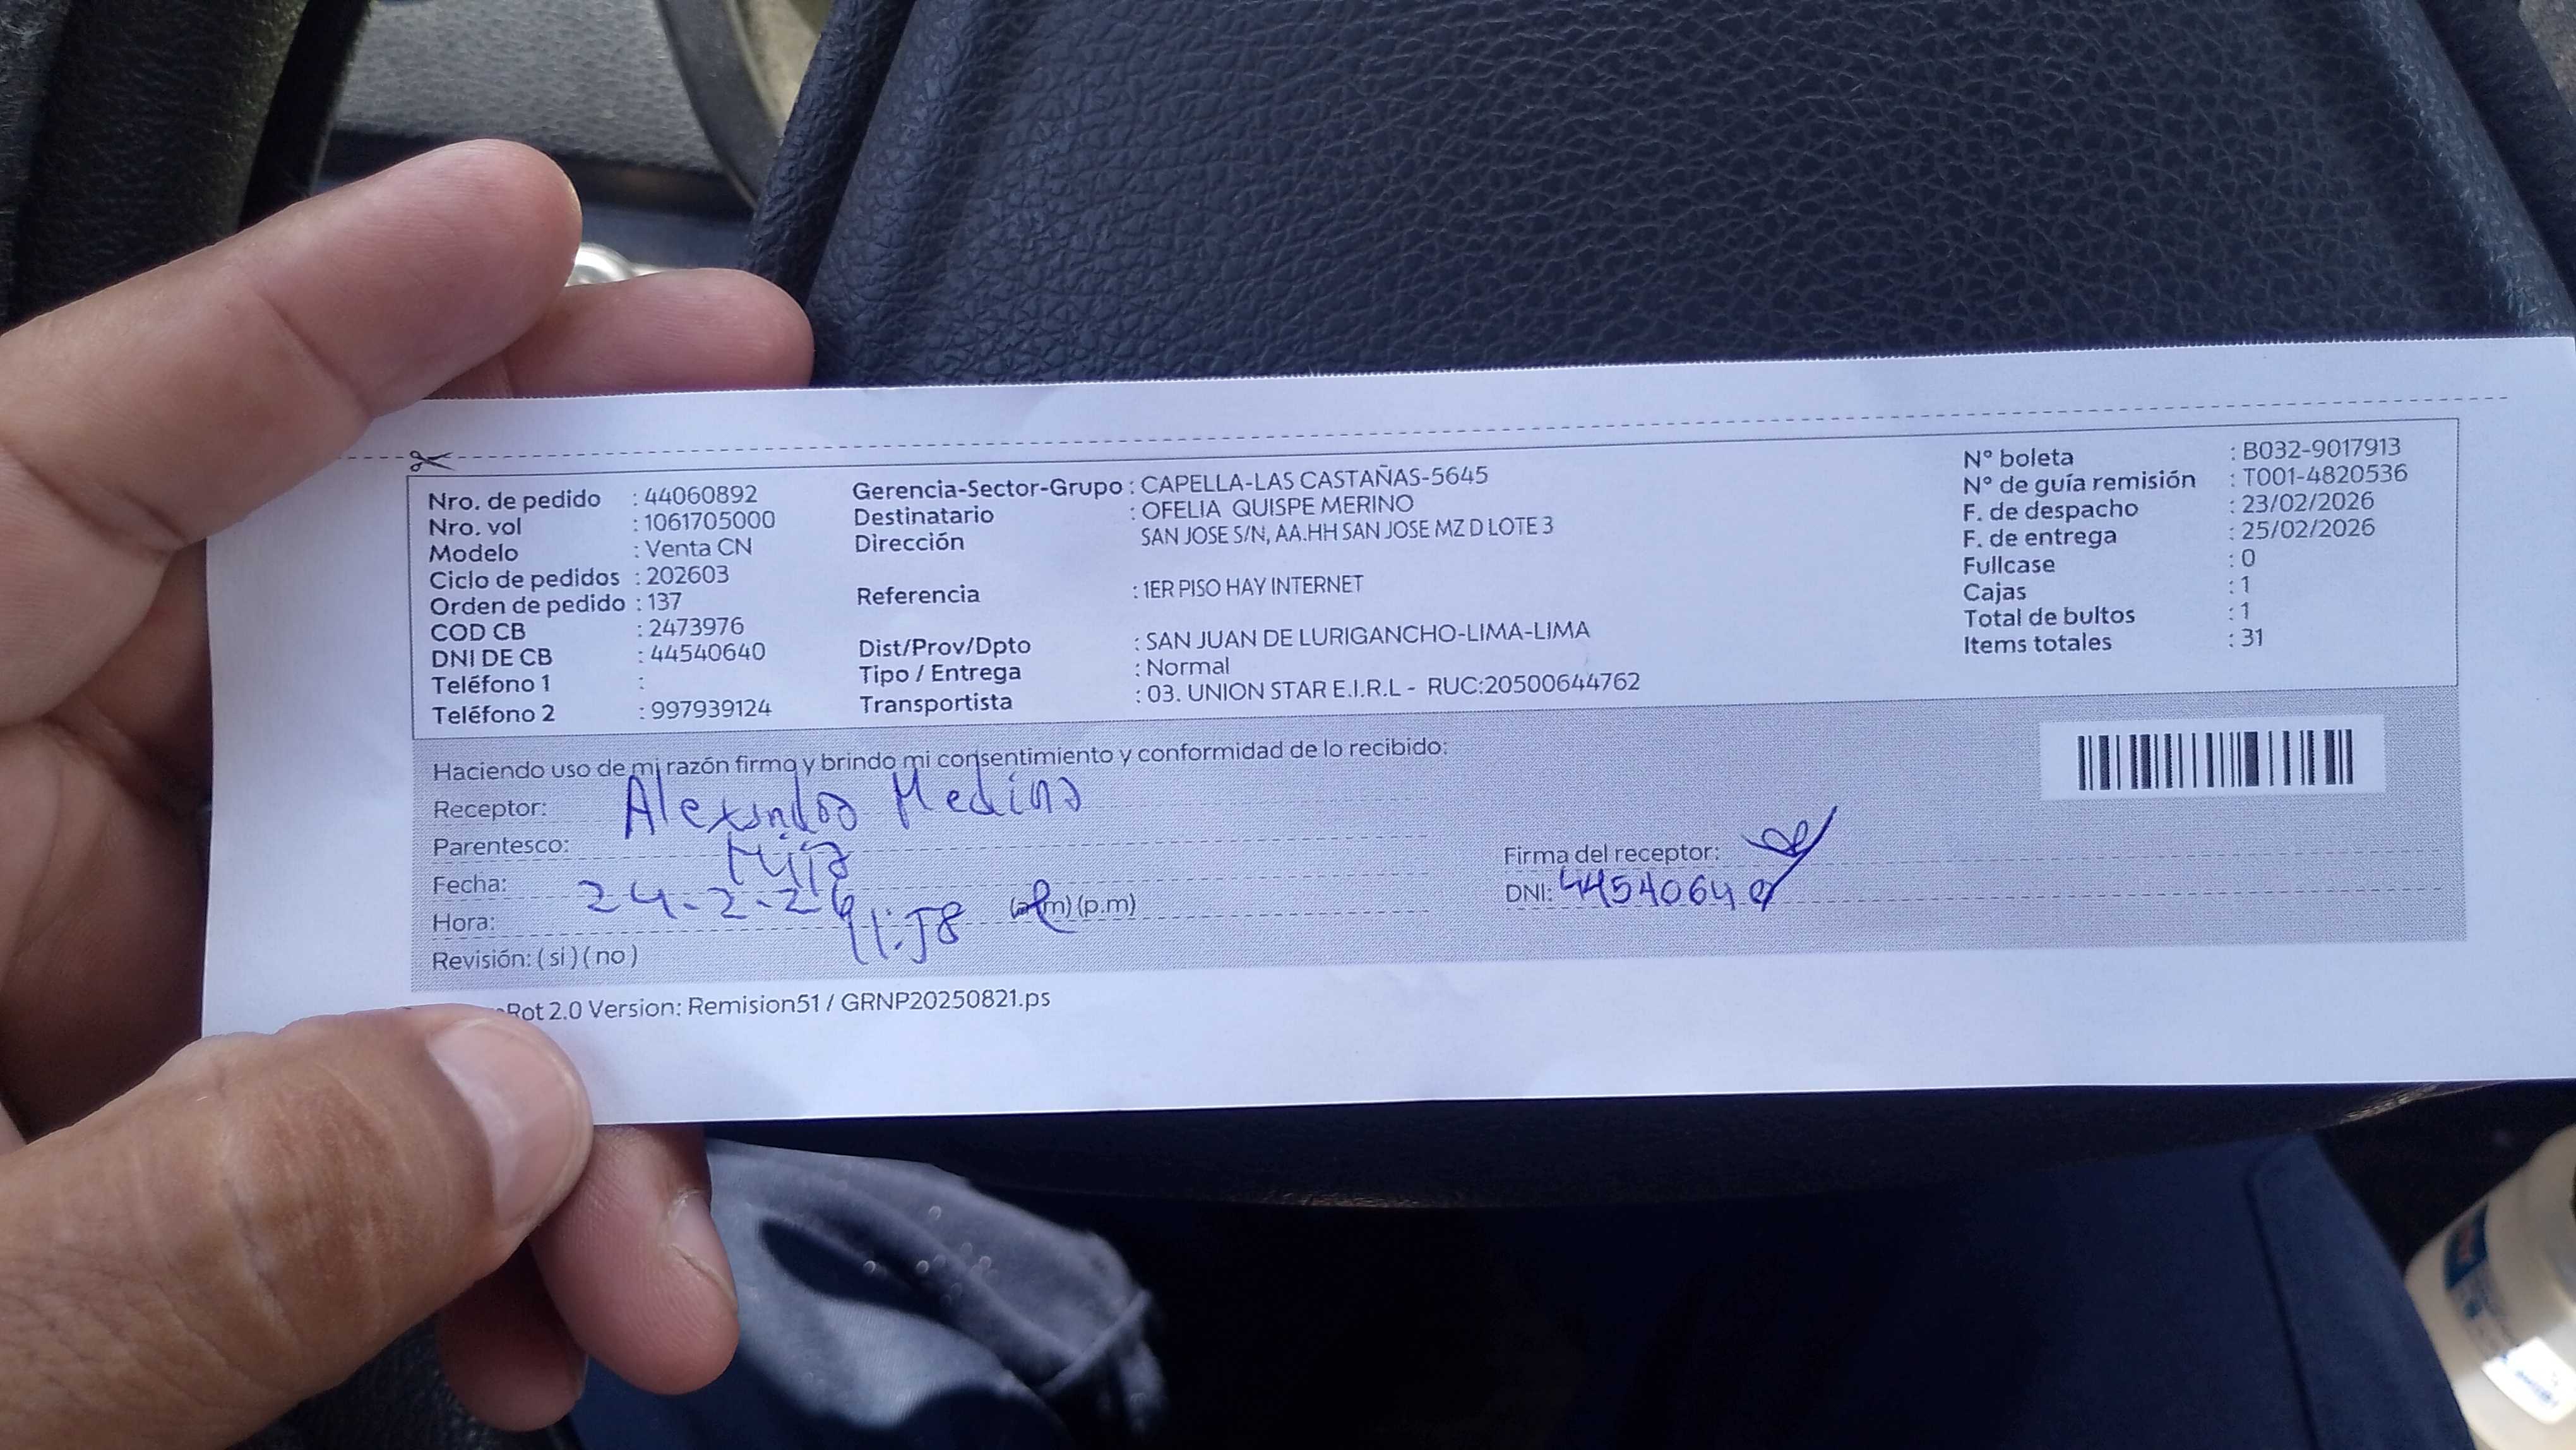 Nro. de pedido : 44060892
Nro. vol : 1061705000
Modelo : Venta CN
Ciclo de pedidos : 202603
Orden de pedido : 137
COD CB : 2473976
DNI DE CB : 44540640
Teléfono 1 :
Teléfono 2 : 997939124
Gerencia-Sector-Grupo : CAPELLA-LAS CASTAÑAS-5645
Destinatario : OFELIA QUISPE MERINO
Dirección SAN JOSE S/N, AA.HH SAN JOSE MZ D LOTE 3
Referencia : 1ER PISO HAY INTERNET
Dist/Prov/Dpto : SAN JUAN DE LURIGANCHO-LIMA-LIMA
Tipo / Entrega : Normal
Transportista : 03. UNION STAR E.I.R.L - RUC:20500644762
N° boleta : B032-9017913
N° de guía remisión : T001-4820536
F. de despacho : 23/02/2026
F. de entrega : 25/02/2026
Fullcase : 0
Cajas : 1
Total de bultos : 1
Items totales : 31
Haciendo uso de mi razón firmo y brindo mi consentimiento y conformidad de lo recibido:
Receptor: Medina
Parentesco:
Fecha: 24-2-26
Hora: 11:58 (a.m) (p.m)
Revisión: ( si ) ( no )
Firma del receptor:
DNI: 44540640
Rot 2.0 Version: Remision51 / GRNP20250821.ps